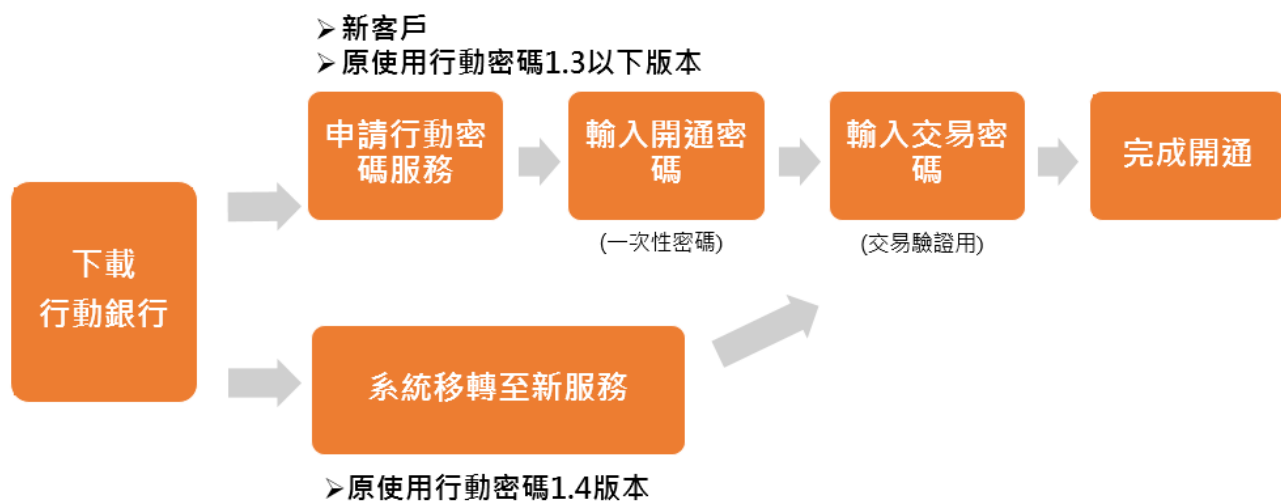 ➢新客戶
➢原使用行動密碼1.3以下版本
申請行動密
碼服務
輸入開通密
碼
輸入交易密
碼
完成開通
(一次性密碼)
(交易驗證用)
下載
行動銀行
系統移轉至新服務
➢原使用行動密碼1.4版本